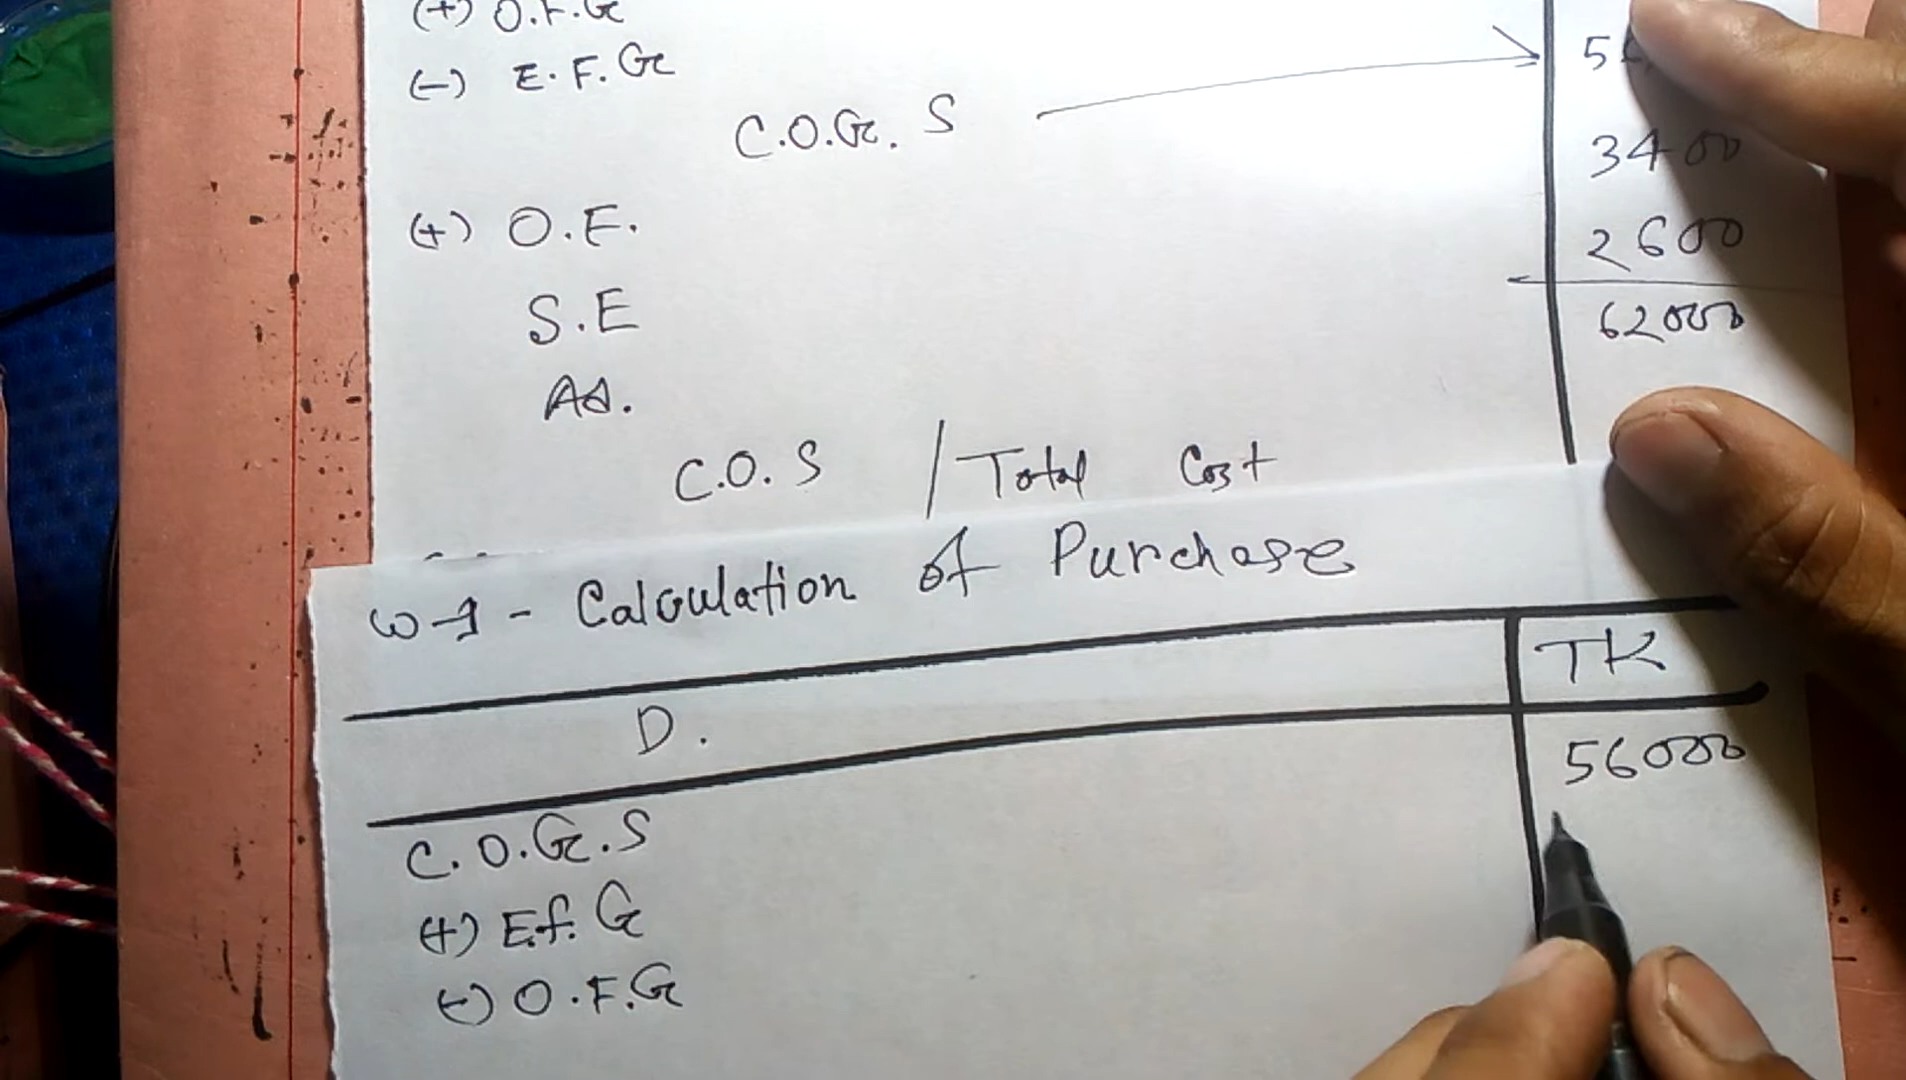 (+) O.F.G
(-) E.F.G
C.O.G.S
3400
(+) O.E. 2600
S.E 62000
Ad.
C.O.S / Total Cost
W-1 - Calculation of Purchase
D. TK
C.O.G.S 56000
(+) E.f.G
(-) O.F.G